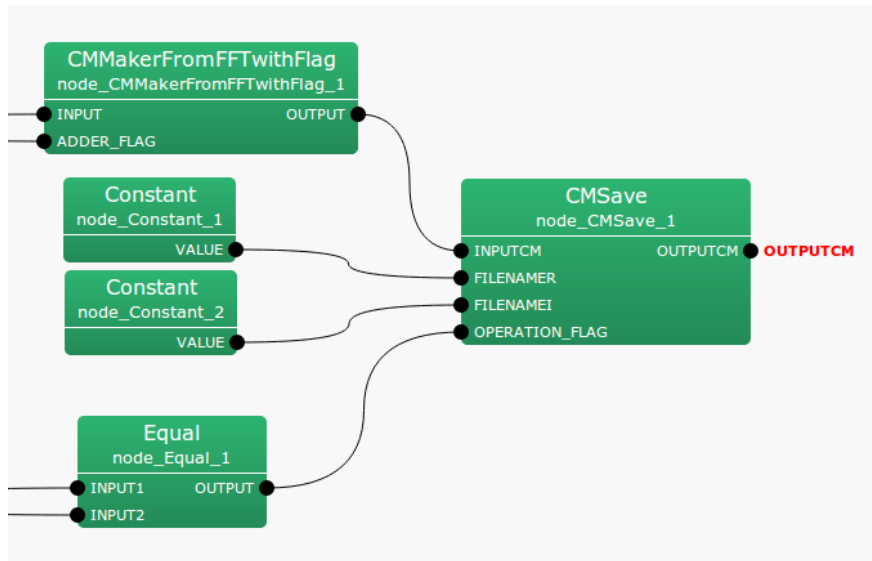 CMMakerFromFFTwithFlag
node_CMMakerFromFFTwithFlag_1
INPUT OUTPUT
ADDER_FLAG
Constant
node_Constant_1
VALUE
Constant
node_Constant_2
VALUE
Equal
node_Equal_1
INPUT1 OUTPUT
INPUT2
CMSave
node_CMSave_1
INPUTCM OUTPUTCM OUTPUTCM
FILENAMER
FILENAMEI
OPERATION_FLAG